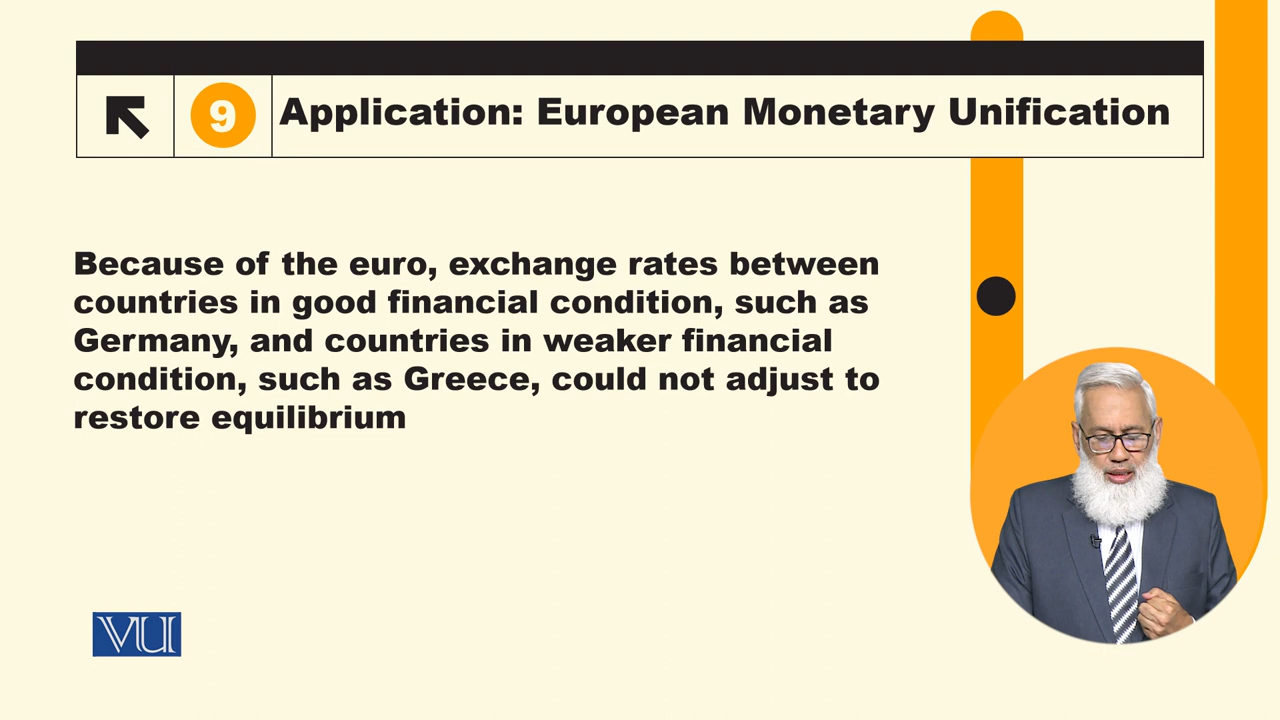 9
Application: European Monetary Unification
Because of the euro, exchange rates between
countries in good financial condition, such as
Germany, and countries in weaker financial
condition, such as Greece, could not adjust to
restore equilibrium
VU